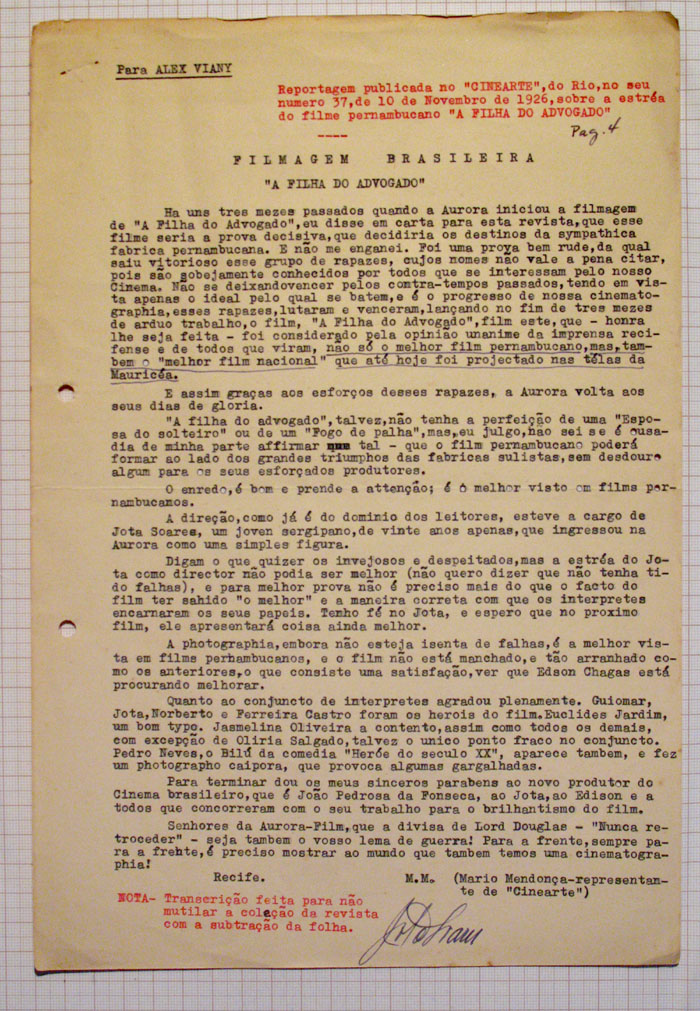 Para ALEX VIANY
Reportagem publicada no "CINEARTE",do Rio,no seu
numero 37,de 10 de Novembro de 1926,sobre a estréa
do filme pernambucano "A FILHA DO ADVOGADO"
----
Pag. 4
FILMAGEM BRASILEIRA
"A FILHA DO ADVOGADO"
Ha uns tres mezes passados quando a Aurora iniciou a filmagem
de "A Filha do Advogado",eu disse em carta para esta revista,que esse
filme seria a prova decisiva,que decidiria os destinos da sympathica
fabrica pernambucana. E não me enganei. Foi uma prova bem rude,da qual
saiu vitorioso esse grupo de rapazes, cujos nomes não vale a pena citar,
pois são sobejamente conhecidos por todos que se interessam pelo nosso
Cinema. Não se deixandovencer pelos contra-tempos passados,tendo em vis-
ta apenas o ideal pelo qual se batem,e é o progresso de nossa cinemato-
graphia,esses rapazes,lutaram e venceram,lançando no fim de tres mezes
de arduo trabalho,o film, "A Filha do Advogado",film este,que - honra
lhe seja feita - foi considerado pela opinião unanime da imprensa reci-
fense e de todos que viram, não só o melhor film pernambucano,mas,tam-
bem o "melhor film nacional" que até hoje foi projectado nas télas da
Mauricéa.
E assim graças aos esforços desses rapazes, a Aurora volta aos
seus dias de gloria.
"A filha do advogado",talvez,não tenha a perfeição de uma "Espo-
sa do solteiro" ou de um "Fogo de palha",mas,eu julgo,não sei se é ousa-
dia de minha parte affirmar tal - que o film pernambucano poderá
formar ao lado dos grandes triumphos das fabricas sulistas,sem desdouro
algum para os seus esforçados produtores.
O enredo,é bom e prende a attenção; é o melhor visto em films per-
nambucanos.
A direção,como já é do dominio dos leitores, esteve a cargo de
Jota Soares, um joven sergipano,de vinte anos apenas,que ingressou na
Aurora como uma simples figura.
Digam o que quizer os invejosos e despeitados,mas a estréa do Jo-
ta como director não podia ser melhor (não quero dizer que não tenha ti-
do falhas), e para melhor prova não é preciso mais do que o facto do
film ter sahido "o melhor" e a maneira correta com que os interpretes
encarnaram os seus papeis. Tenho fé no Jota, e espero que no proximo
film, ele apresentará coisa ainda melhor.
A photographia,embora não esteja isenta de falhas,é a melhor vis-
ta em films perhambucanos, e o film não está manchado,e tão arranhado co-
mo os anteriores,o que consiste uma satisfação,ver que Edson Chagas está
procurando melhorar.
Quanto ao conjuncto de interpretes agradou plenamente. Guiomar,
Jota,Norberto e Ferreira Castro foram os herois do film.Euclides Jardim,
um bom typo. Jasmelina Oliveira a contento,assim como todos os demais,
com excepção de Oliria Salgado,talvez o unico ponto fraco no conjuncto.
Pedro Neves,o Bilú da comedia "Heróe do seculo XX", aparece tambem, e fez
um photographo caipora, que provoca algumas gargalhadas.
Para terminar dou os meus sinceros parabens ao novo produtor do
Cinema brasileiro,que é João Pedrosa da Fonseca, ao Jota,ao Edison e a
todos que concorreram com o seu trabalho para o brilhantismo do film.
Senhores da Aurora-Film,que a divisa de Lord Douglas - "Nunca re-
troceder" - seja tambem o vosso lema de guerra! Para a frente,sempre pa-
ra a frehte,é preciso mostrar ao mundo que tambem temos uma cinematogra-
phia!
Recife. M.M. (Mario Mendonça-representan-
te de "Cinearte")
NOTA- Transcrição feita para não
mutilar a coleção da revista
com a subtração da folha.